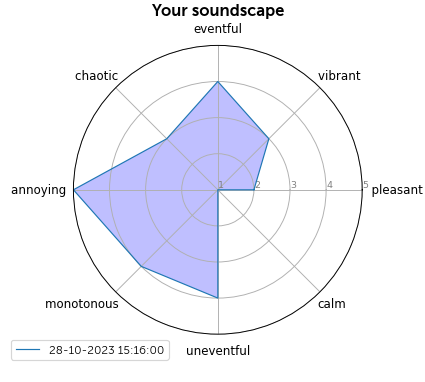 Your soundscape
eventful
chaotic
vibrant
annoying
1 2 3 4 5
pleasant
monotonous
calm
uneventful
28-10-2023 15:16:00